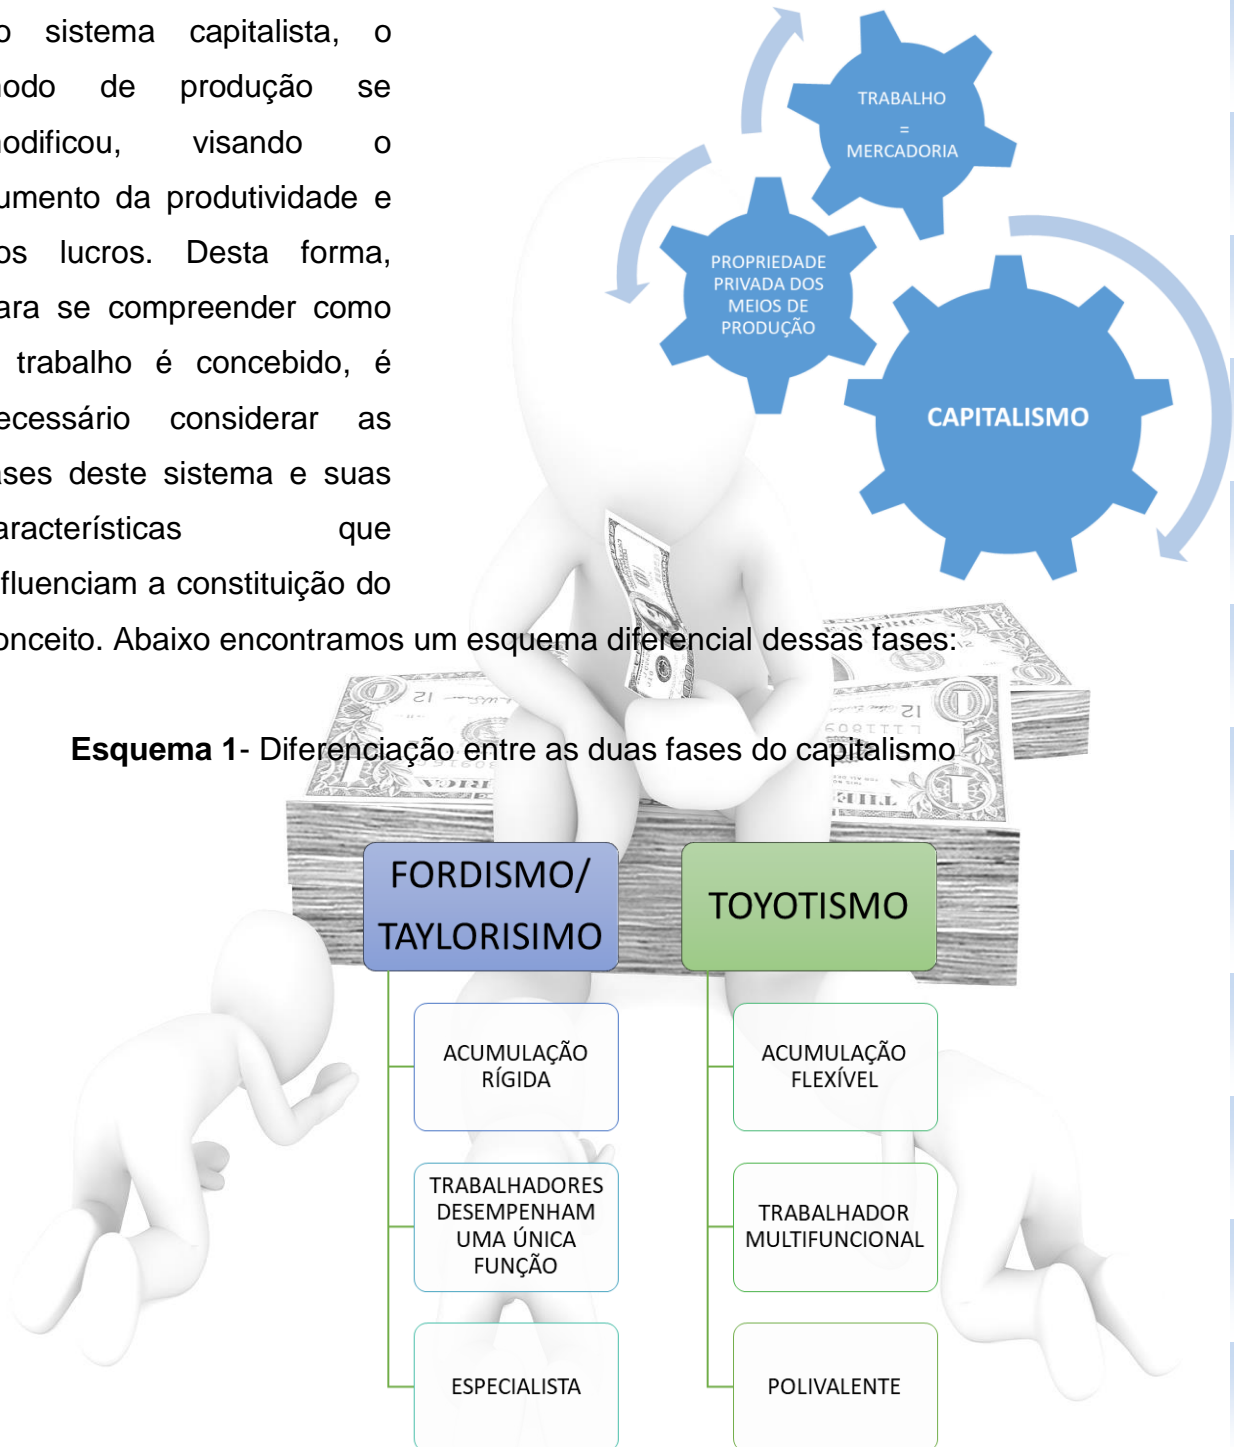 o sistema capitalista, o
modo de produção se
modificou, visando o
umento da produtividade e
os lucros. Desta forma,
ara se compreender como
trabalho é concebido, é
ecessário considerar as
ases deste sistema e suas
aracterísticas que
fluenciam a constituição do
onceito. Abaixo encontramos um esquema diferencial dessas fases:
TRABALHO
=
MERCADORIA
PROPRIEDADE
PRIVADA DOS
MEIOS DE
PRODUÇÃO
CAPITALISMO
Esquema 1- Diferenciação entre as duas fases do capitalismo
FORDISMO/
TAYLORISIMO
ACUMULAÇÃO
RÍGIDA
TRABALHADORES
DESEMPENHAM
UMA ÚNICA
FUNÇÃO
ESPECIALISTA
TOYOTISMO
ACUMULAÇÃO
FLEXÍVEL
TRABALHADOR
MULTIFUNCIONAL
POLIVALENTE